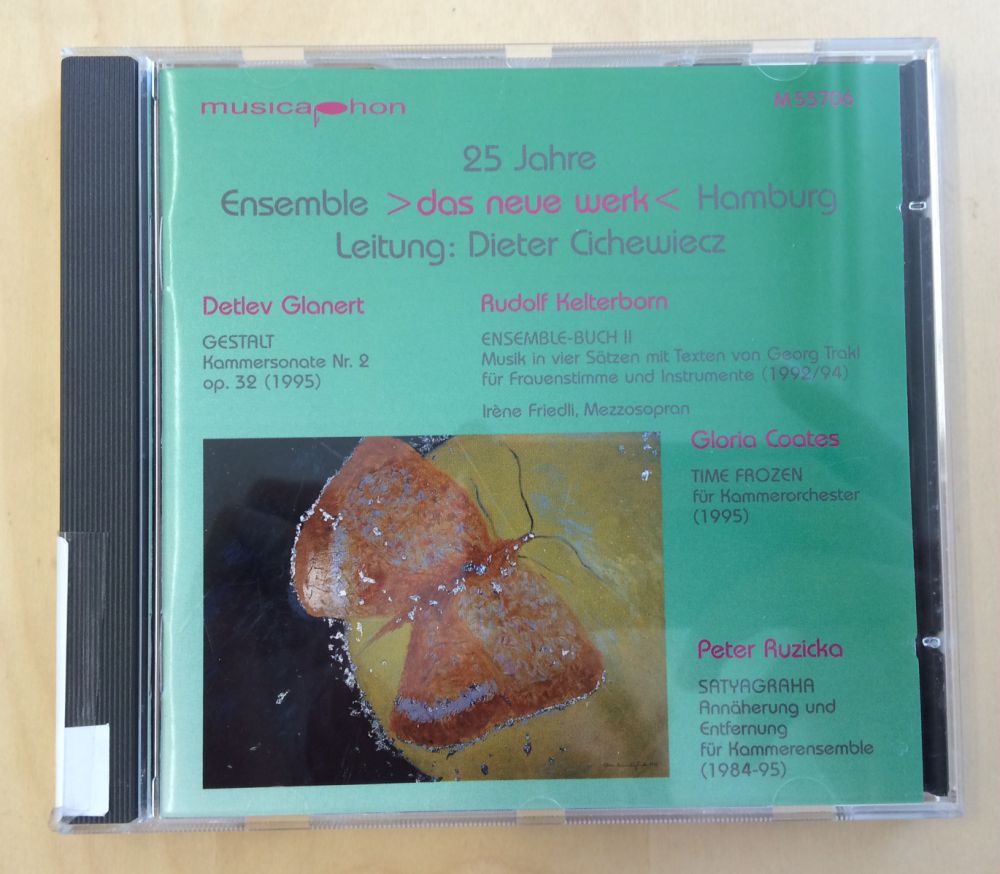 musicaphon
M55706
25 Jahre
Ensemble >das neue werk< Hamburg
Leitung: Dieter Cichewiecz
Detlev Glanert
GESTALT
Kammersonate Nr. 2
op. 32 (1995)
Rudolf Kelterborn
ENSEMBLE-BUCH II
Musik in vier Sätzen mit Texten von Georg Trakl
für Frauenstimme und Instrumente (1992/94)
Irène Friedli, Mezzosopran
Gloria Coates
TIME FROZEN
für Kammerorchester
(1995)
Peter Ruzicka
SATYAGRAHA
Annäherung und
Entfernung
für Kammerensemble
(1984-95)